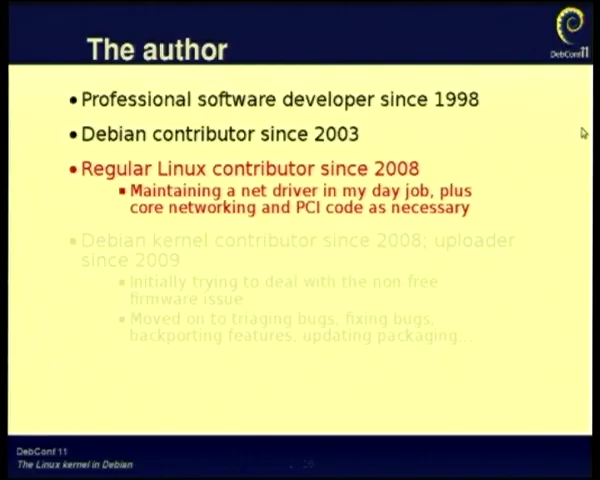 The author
DebConf11
• Professional software developer since 1998
• Debian contributor since 2003
• Regular Linux contributor since 2008
▪ Maintaining a net driver in my day job, plus
core networking and PCI code as necessary
• Debian kernel contributor since 2008; uploader
since 2009
▪ Initially trying to deal with the non free
firmware issue
▪ Moved on to triaging bugs, fixing bugs,
backporting features, updating packaging...
DebConf 11
The Linux kernel in Debian